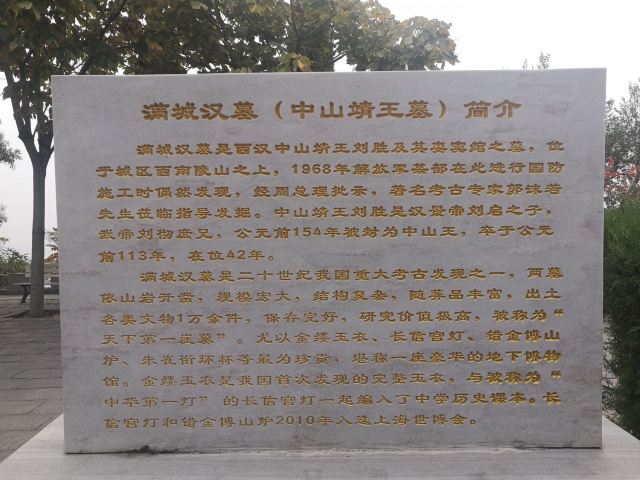 满城汉墓（中山靖王墓）简介
满城汉墓是西汉中山靖王刘胜及其妻窦绾之墓，位
于城区西南陵山之上，1968年解放军某部在此进行国防
施工时偶然发现，经周总理批示，著名考古专家郭沫若
先生莅临指导发掘。中山靖王刘胜是汉景帝刘启之子，
武帝刘彻庶兄，公元前154年被封为中山王，卒于公元
前113年，在位42年。
满城汉墓是二十世纪我国重大考古发现之一，两墓
依山岩开凿，规模宏大，结构复杂，随葬品丰富，出土
各类文物1万余件，保存完好，研究价值极高，被称为“
天下第一崖墓”。尤以金缕玉衣、长信宫灯、错金博山
炉、朱雀衔环杯等最为珍贵，堪称一座豪华的地下博物
馆。金缕玉衣是我国首次发现的完整玉衣，与被称为“
中华第一灯”的长信宫灯一起编入了中学历史课本。长
信宫灯和错金博山炉2010年入选上海世博会。